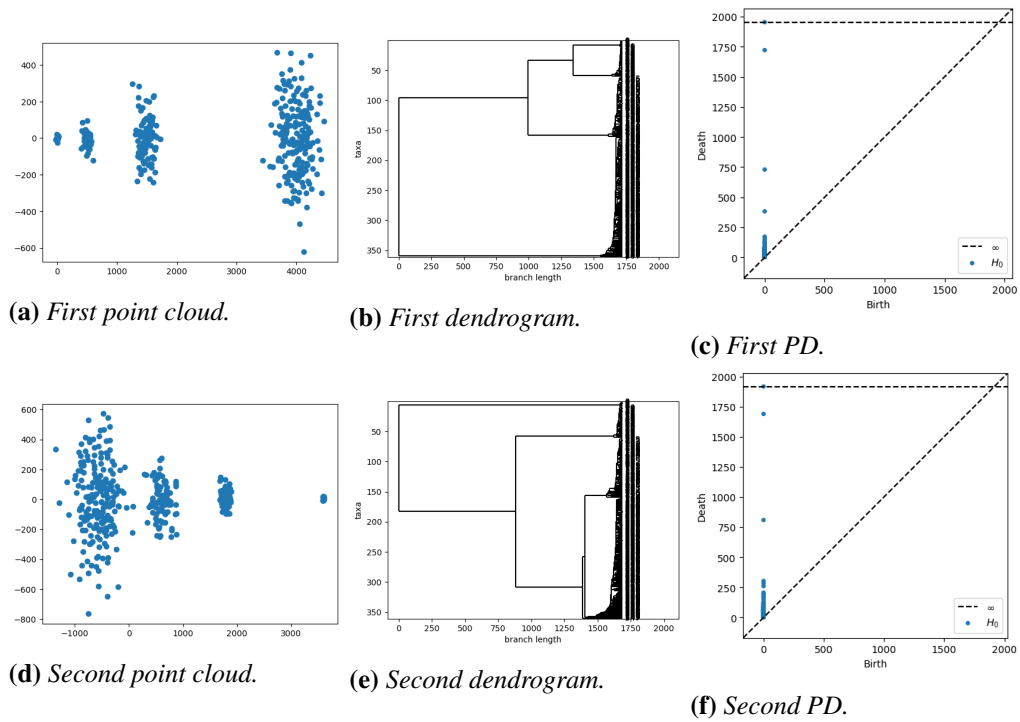 400
200
0
−200
−400
−600
0 1000 2000 3000 4000
(a) First point cloud.
taxa
50
100
150
200
250
300
350
0 250 500 750 1000 1250 1500 1750 2000
branch length
(b) First dendrogram.
Death
2000
1750
1500
1250
1000
750
500
250
0
∞
H₀
0 500 1000 1500 2000
Birth
(c) First PD.
600
400
200
0
−200
−400
−600
−800
−1000 0 1000 2000 3000
(d) Second point cloud.
taxa
50
100
150
200
250
300
350
0 250 500 750 1000 1250 1500 1750 2000
branch length
(e) Second dendrogram.
Death
2000
1750
1500
1250
1000
750
500
250
0
∞
H₀
0 500 1000 1500 2000
Birth
(f) Second PD.